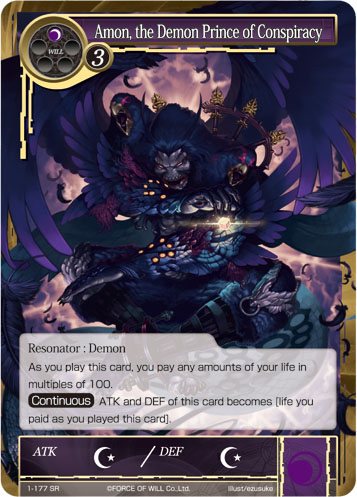 Amon, the Demon Prince of Conspiracy
WILL
3
Resonator : Demon
As you play this card, you pay any amounts of your life in
multiples of 100.
Continuous ATK and DEF of this card becomes [life you
paid as you played this card].
ATK / DEF
1-177 SR ©FORCE OF WILL Co.,Ltd. Illust/ezusuke